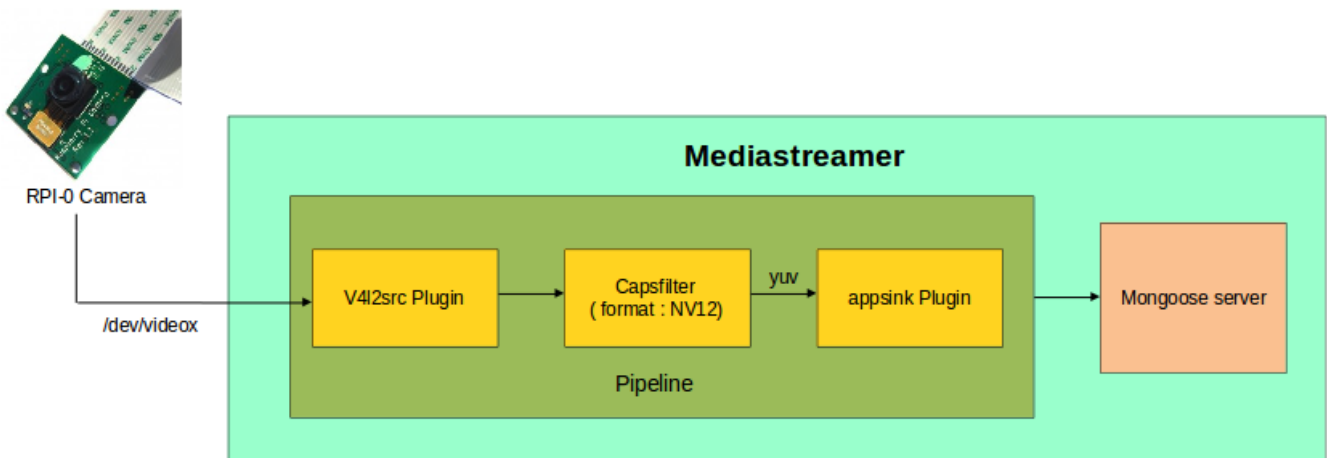 RPI-0 Camera
/dev/videox
Mediastreamer
V4l2src Plugin
Capsfilter
( format : NV12)
yuv
appsink Plugin
Mongoose server
Pipeline